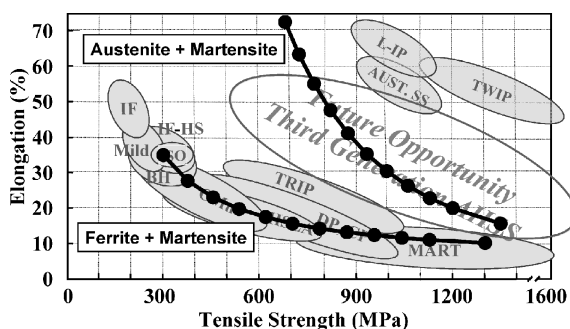 70
60
50
40
30
20
10
0
Elongation (%)
Austenite + Martensite
L-IP
AUST. SS
TWIP
IF
IF-HS
Mild
BH
TRIP
HSLA
MART
Future Opportunity
Third Generation AHSS
Ferrite + Martensite
0 300 600 900 1200 1600
Tensile Strength (MPa)